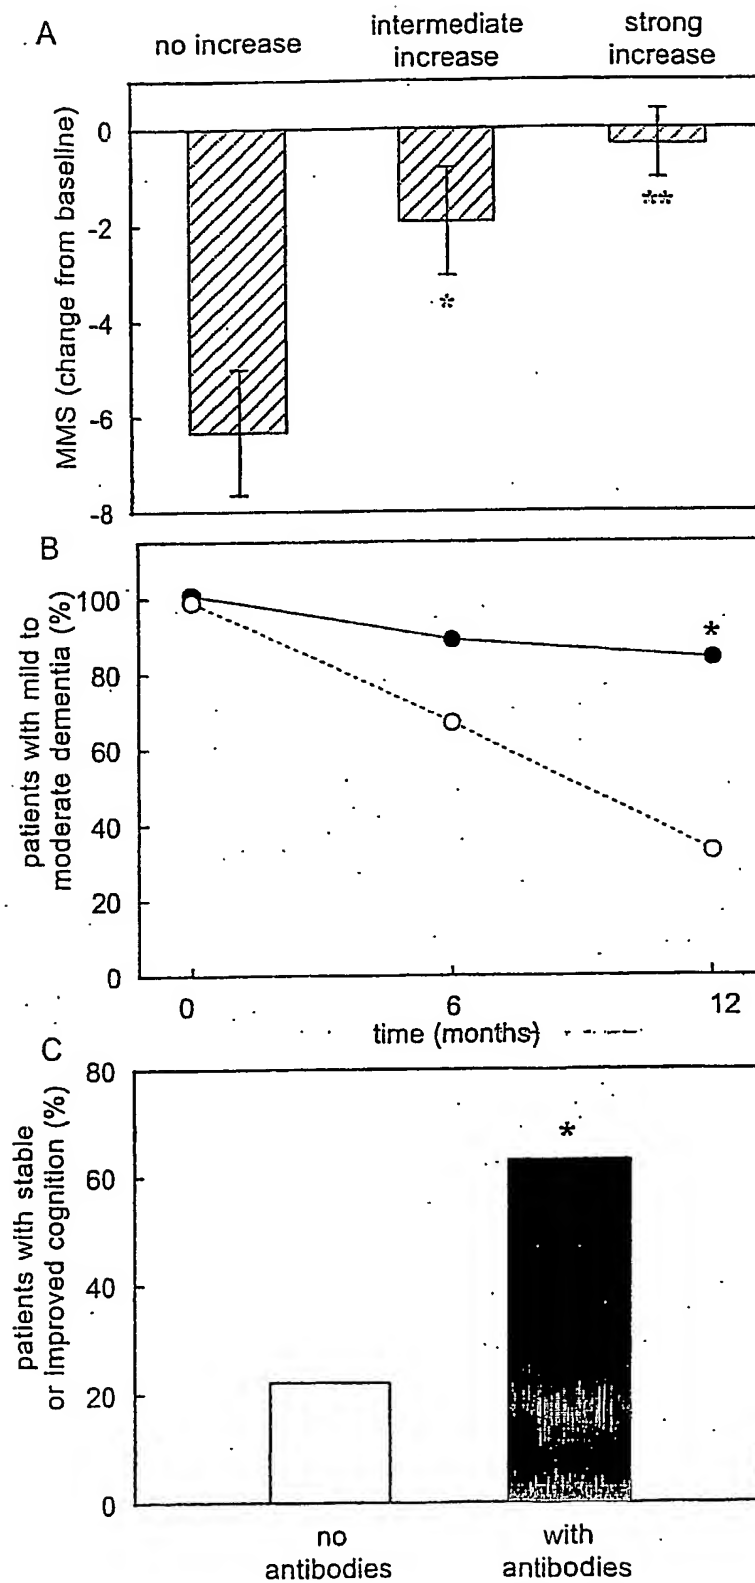 A
no increase
intermediate
increase
strong
increase
MMS (change from baseline)
0
-2
-4
-6
-8
*
**
B
patients with mild to
moderate dementia (%)
100
80
60
40
20
0
*
0
6
12
time (months)
C
patients with stable
or improved cognition (%)
80
60
40
20
0
*
no
antibodies
with
antibodies